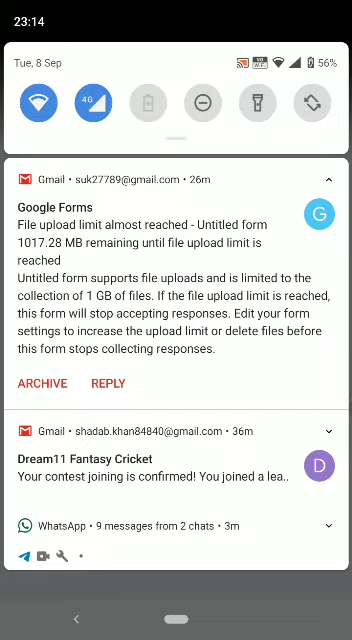 23:14
Tue, 8 Sep
VO
WiFi
56%
4G
Gmail • suk27789@gmail.com • 26m
Google Forms
G
File upload limit almost reached - Untitled form
1017.28 MB remaining until file upload limit is
reached
Untitled form supports file uploads and is limited to the
collection of 1 GB of files. If the file upload limit is reached,
this form will stop accepting responses. Edit your form
settings to increase the upload limit or delete files before
this form stops collecting responses.
ARCHIVE REPLY
Gmail • shadab.khan84840@gmail.com • 36m
Dream11 Fantasy Cricket
D
Your contest joining is confirmed! You joined a lea..
WhatsApp • 9 messages from 2 chats • 3m